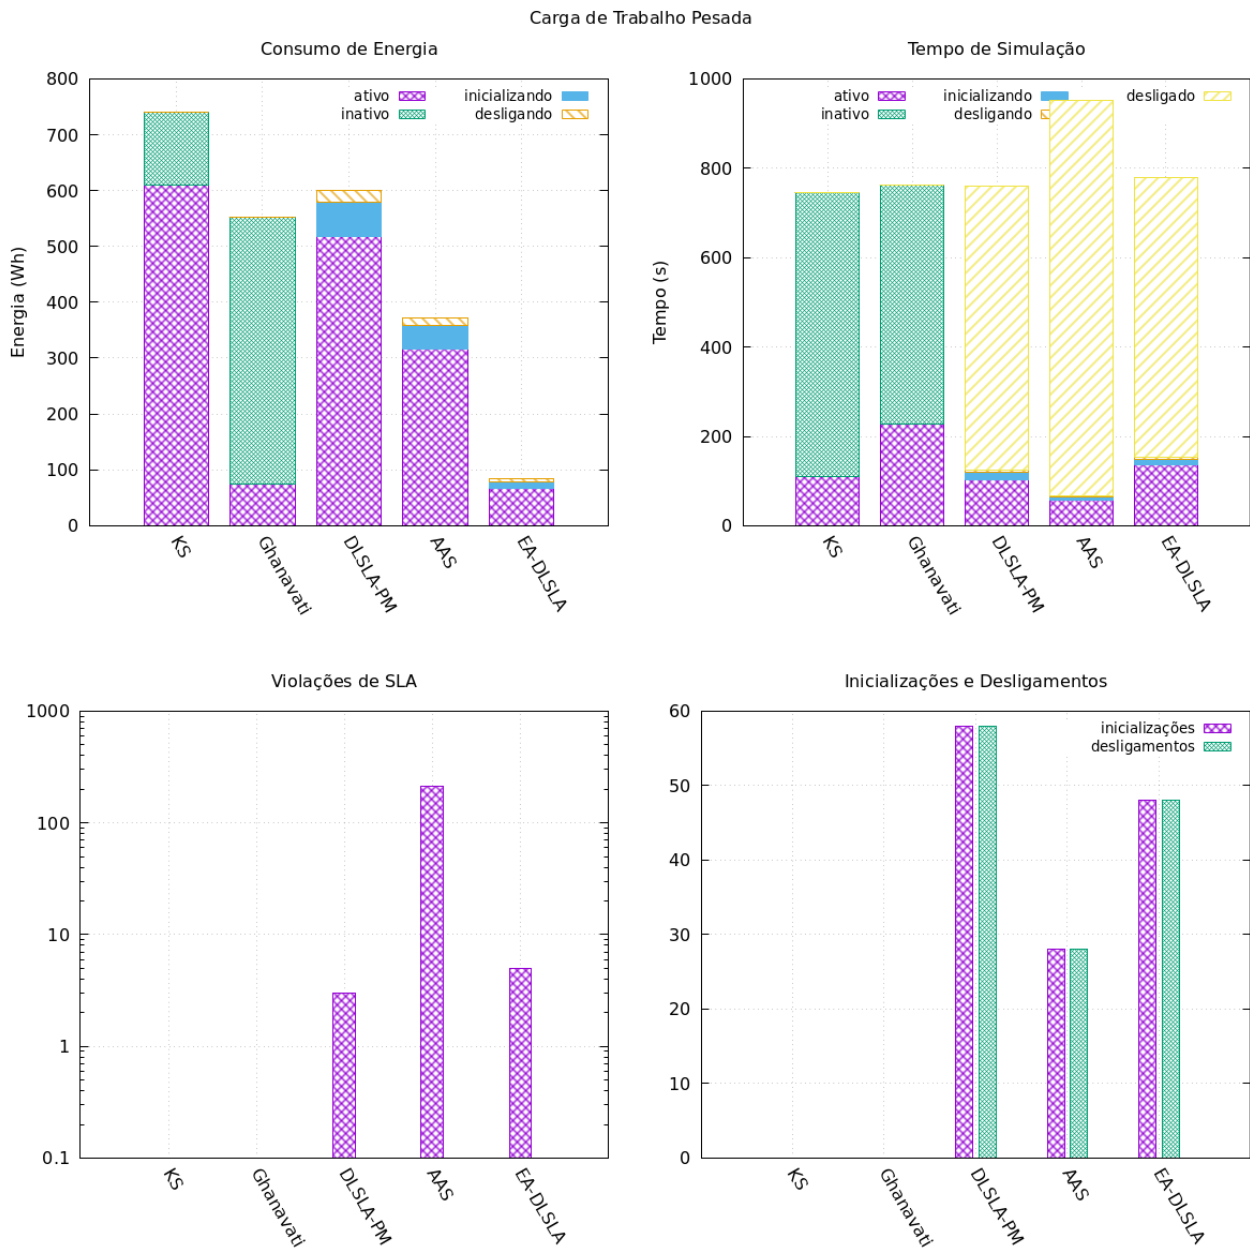 Carga de Trabalho Pesada
Consumo de Energia
800
700
600
500
400
300
200
100
0
Energia (Wh)
ativo
inativo
inicializando
desligando
KS
Ghanavati
DLSLA-PM
AAS
EA-DLSLA
Tempo de Simulação
1000
800
600
400
200
0
Tempo (s)
ativo
inativo
inicializando
desligando
desligado
KS
Ghanavati
DLSLA-PM
AAS
EA-DLSLA
Violações de SLA
1000
100
10
1
0.1
KS
Ghanavati
DLSLA-PM
AAS
EA-DLSLA
Inicializações e Desligamentos
60
50
40
30
20
10
0
inicializações
desligamentos
KS
Ghanavati
DLSLA-PM
AAS
EA-DLSLA